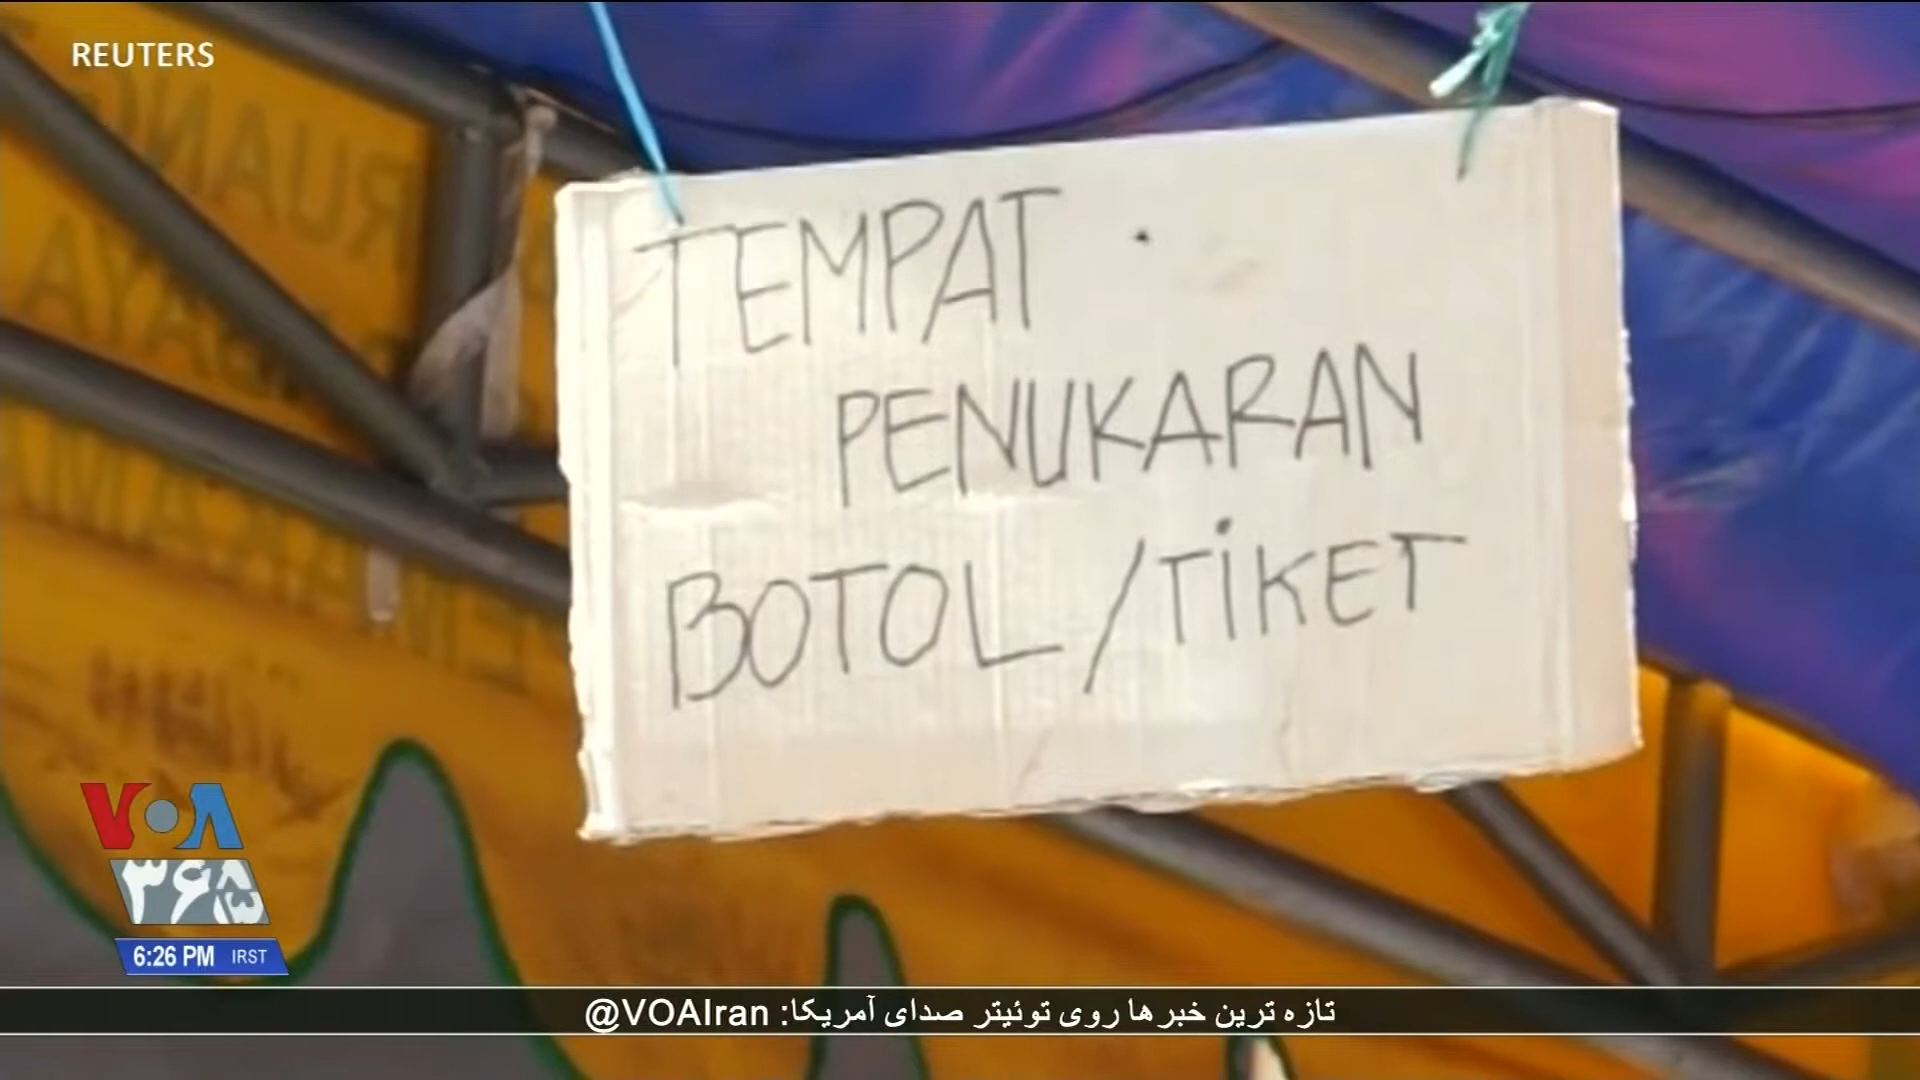 REUTERS
RUANG
TEMPAT
PENUKARAN
BOTOL/TIKET
VOA
۳۶۵
6:26 PM IRST
تازه ترین خبرها روی توئیتر صدای آمریکا: @VOAIran